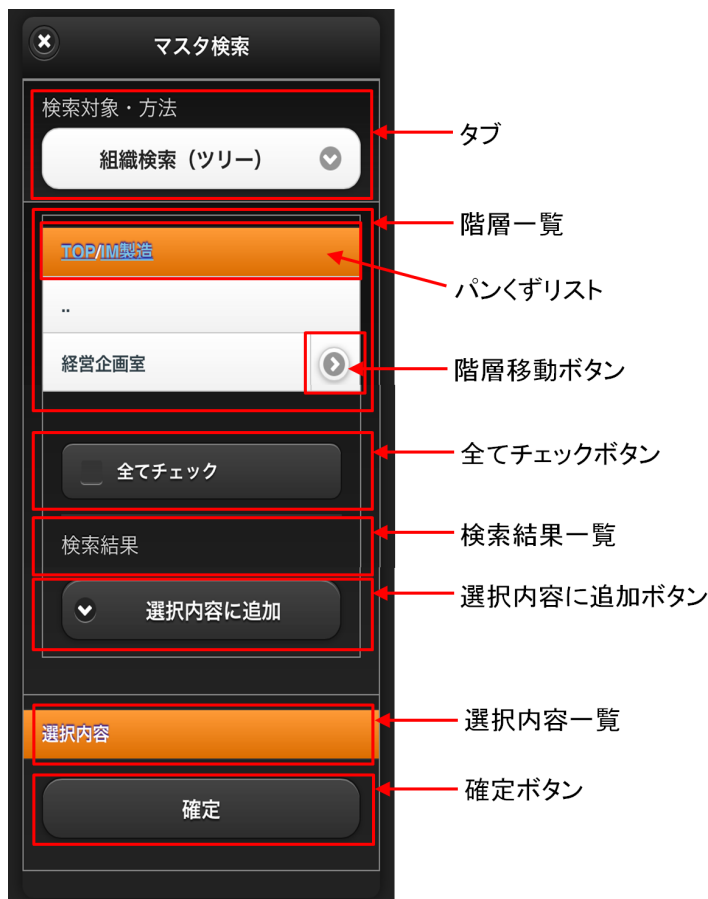 マスタ検索
検索対象・方法
組織検索（ツリー）
タブ
階層一覧
TOP/IM製造
パンくずリスト
..
経営企画室
階層移動ボタン
全てチェック
全てチェックボタン
検索結果
検索結果一覧
選択内容に追加
選択内容に追加ボタン
選択内容
選択内容一覧
確定
確定ボタン